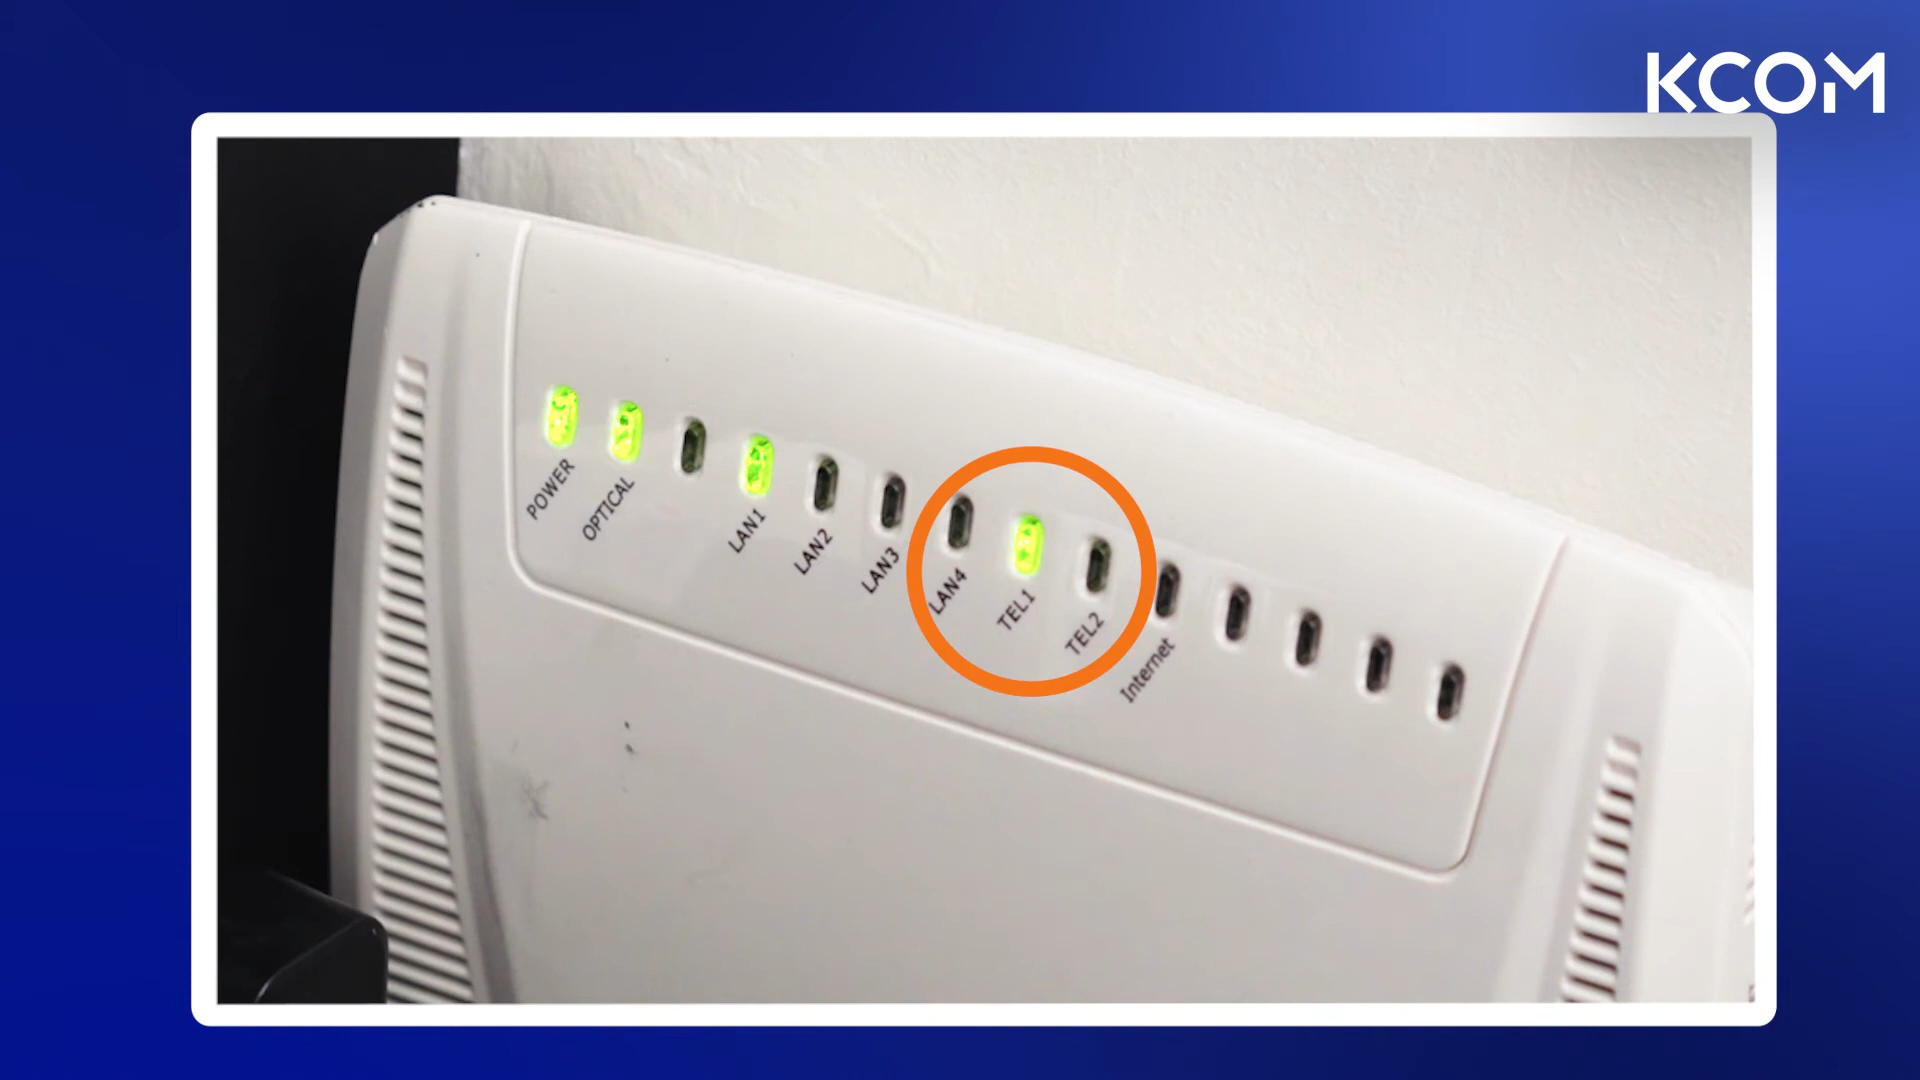 KCOM
POWER
OPTICAL
LAN1
LAN2
LAN3
LAN4
TEL1
TEL2
Internet